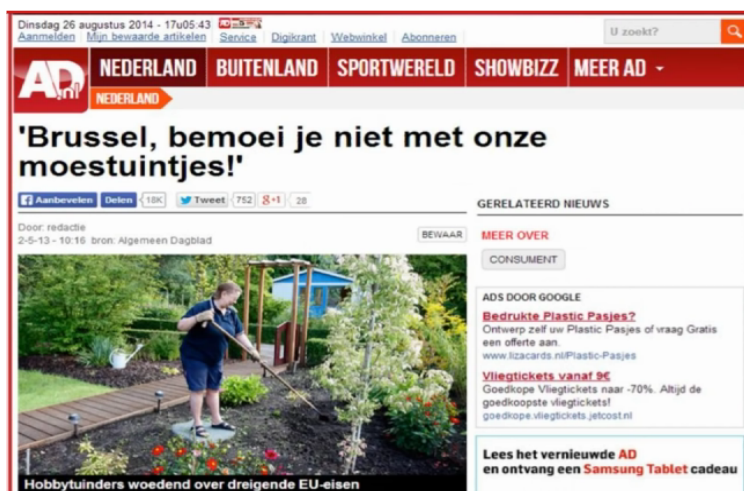 Dinsdag 26 augustus 2014 - 17u05:43
Aanmelden Mijn bewaarde artikelen Service Digikrant Webwinkel Abonneren
U zoekt?
AD.nl
NEDERLAND BUITENLAND SPORTWERELD SHOWBIZZ MEER AD
NEDERLAND
'Brussel, bemoei je niet met onze
moestuintjes!'
Aanbevelen Delen 18K Tweet 752 g+1 28
Door: redactie
2-5-13 - 10:16 bron: Algemeen Dagblad
BEWAAR
Hobbytuinders woedend over dreigende EU-eisen
GERELATEERD NIEUWS
MEER OVER
CONSUMENT
ADS DOOR GOOGLE
Bedrukte Plastic Pasjes?
Ontwerp zelf uw Plastic Pasjes of vraag Gratis
een offerte aan.
www.lizacards.nl/Plastic-Pasjes
Vliegtickets vanaf 9€
Goedkope Vliegtickets naar -70%. Altijd de
goedkoopste vliegtickets!
goedkope.vliegtickets.jetcost.nl
Lees het vernieuwde AD
en ontvang een Samsung Tablet cadeau